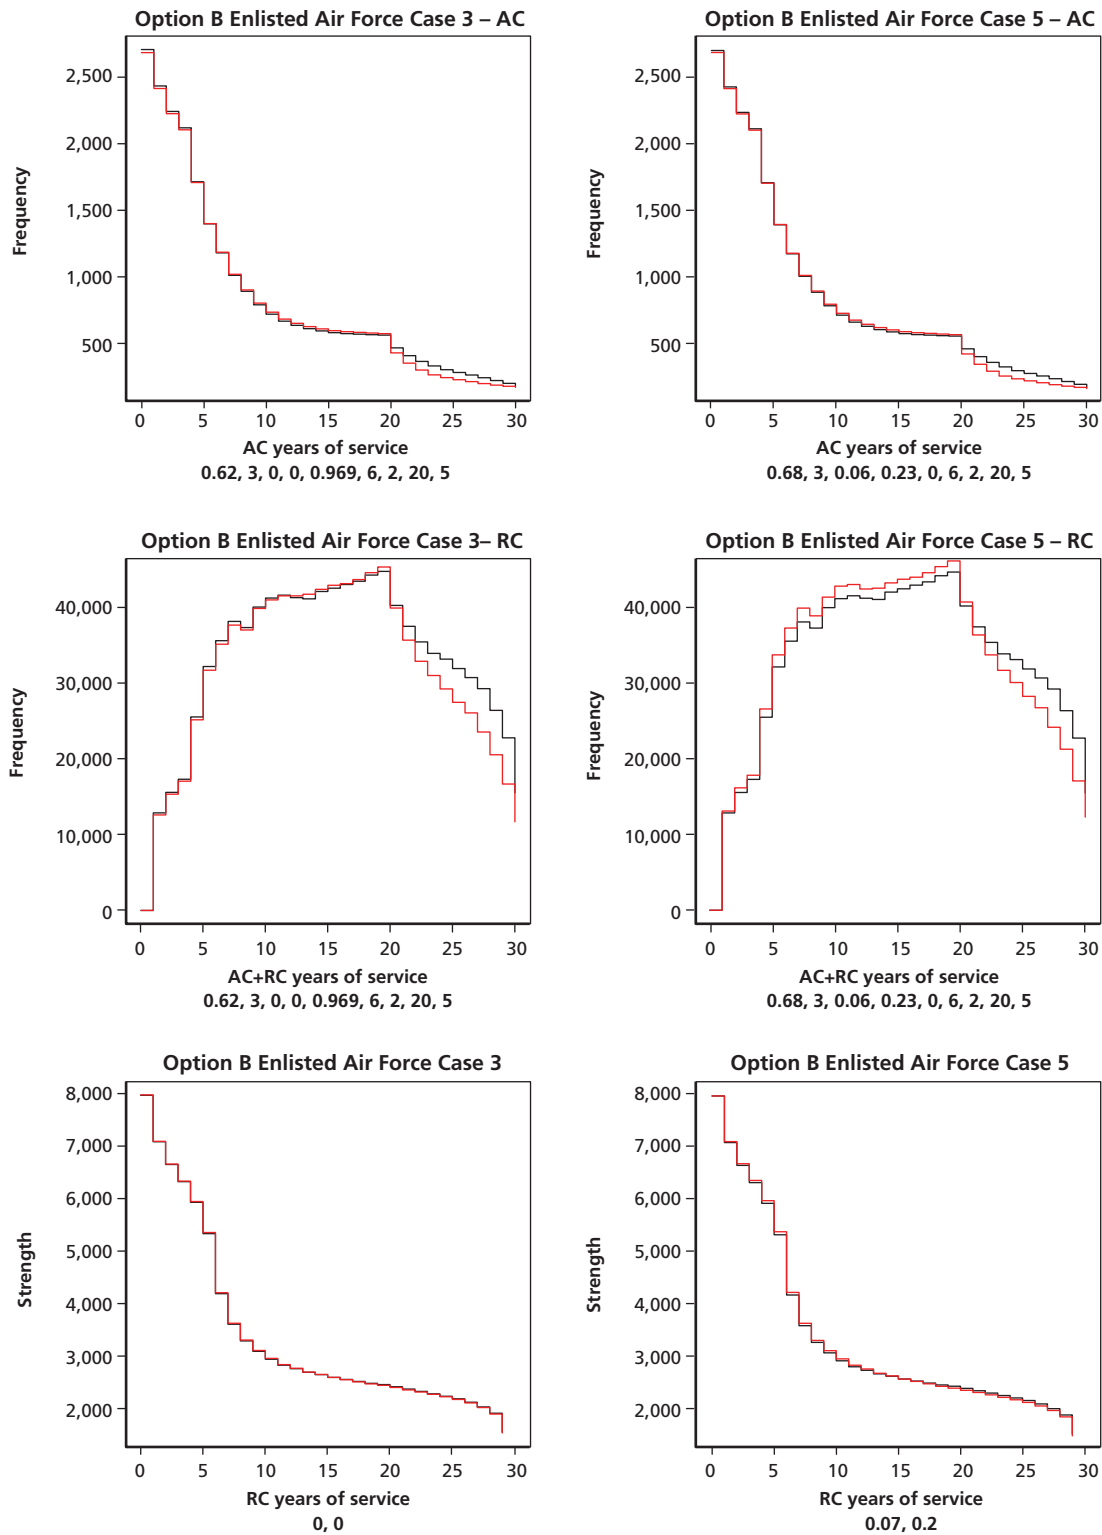 Option B Enlisted Air Force Case 3 – AC
Frequency
2,500
2,000
1,500
1,000
500
0 5 10 15 20 25 30
AC years of service
0.62, 3, 0, 0, 0.969, 6, 2, 20, 5
Option B Enlisted Air Force Case 5 – AC
Frequency
2,500
2,000
1,500
1,000
500
0 5 10 15 20 25 30
AC years of service
0.68, 3, 0.06, 0.23, 0, 6, 2, 20, 5
Option B Enlisted Air Force Case 3– RC
Frequency
40,000
30,000
20,000
10,000
0
0 5 10 15 20 25 30
AC+RC years of service
0.62, 3, 0, 0, 0.969, 6, 2, 20, 5
Option B Enlisted Air Force Case 5 – RC
Frequency
40,000
30,000
20,000
10,000
0
0 5 10 15 20 25 30
AC+RC years of service
0.68, 3, 0.06, 0.23, 0, 6, 2, 20, 5
Option B Enlisted Air Force Case 3
Strength
8,000
7,000
6,000
5,000
4,000
3,000
2,000
0 5 10 15 20 25 30
RC years of service
0, 0
Option B Enlisted Air Force Case 5
Strength
8,000
7,000
6,000
5,000
4,000
3,000
2,000
0 5 10 15 20 25 30
RC years of service
0.07, 0.2